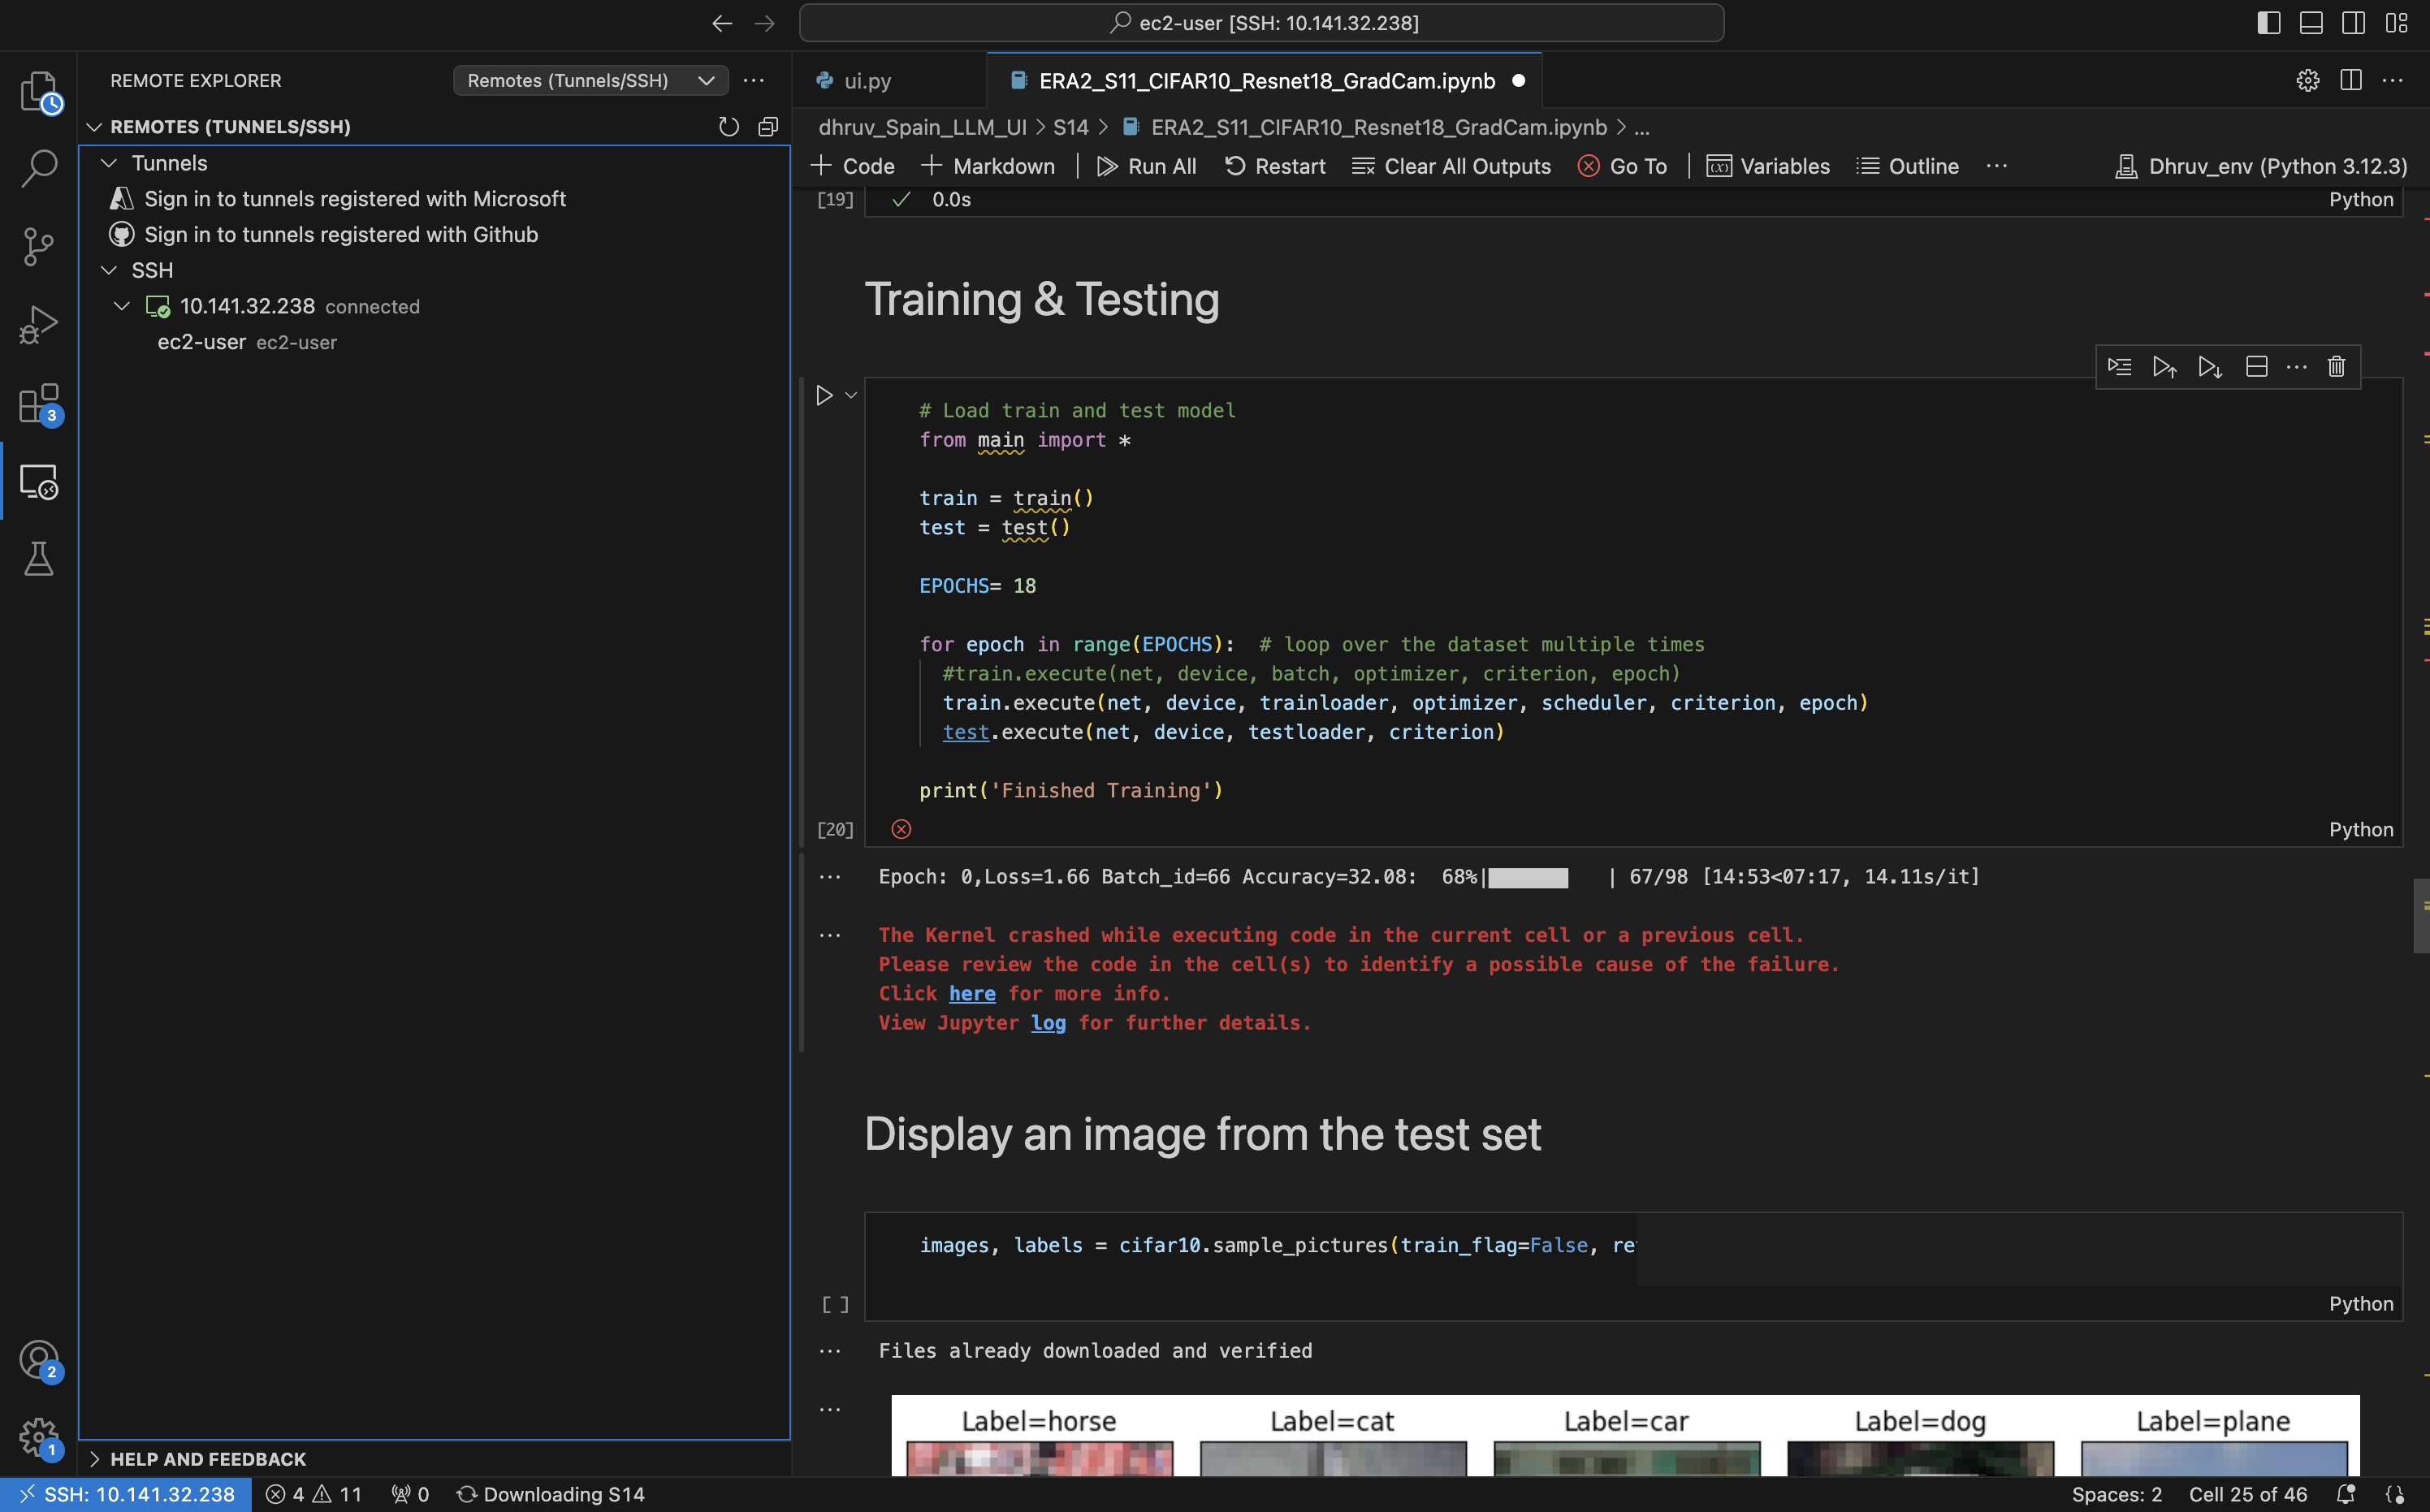 ec2-user [SSH: 10.141.32.238]
REMOTE EXPLORER
Remotes (Tunnels/SSH)
REMOTES (TUNNELS/SSH)
Tunnels
Sign in to tunnels registered with Microsoft
Sign in to tunnels registered with Github
SSH
10.141.32.238 connected
ec2-user ec2-user
3
2
1
HELP AND FEEDBACK
ui.py
ERA2_S11_CIFAR10_Resnet18_GradCam.ipynb
dhruv_Spain_LLM_UI > S14 > ERA2_S11_CIFAR10_Resnet18_GradCam.ipynb > ...
+ Code + Markdown | Run All Restart Clear All Outputs Go To | Variables Outline ... Dhruv_env (Python 3.12.3)
[19] 0.0s Python
Training & Testing
# Load train and test model
from main import *
train = train()
test = test()
EPOCHS= 18
for epoch in range(EPOCHS):  # loop over the dataset multiple times
#train.execute(net, device, batch, optimizer, criterion, epoch)
train.execute(net, device, trainloader, optimizer, scheduler, criterion, epoch)
test.execute(net, device, testloader, criterion)
print('Finished Training')
[20] Python
Epoch: 0,Loss=1.66 Batch_id=66 Accuracy=32.08:  68%| | 67/98 [14:53<07:17, 14.11s/it]
The Kernel crashed while executing code in the current cell or a previous cell.
Please review the code in the cell(s) to identify a possible cause of the failure.
Click here for more info.
View Jupyter log for further details.
Display an image from the test set
images, labels = cifar10.sample_pictures(train_flag=False, re
[ ] Python
Files already downloaded and verified
Label=horse Label=cat Label=car Label=dog Label=plane
SSH: 10.141.32.238 4 11 0 Downloading S14 Spaces: 2 Cell 25 of 46